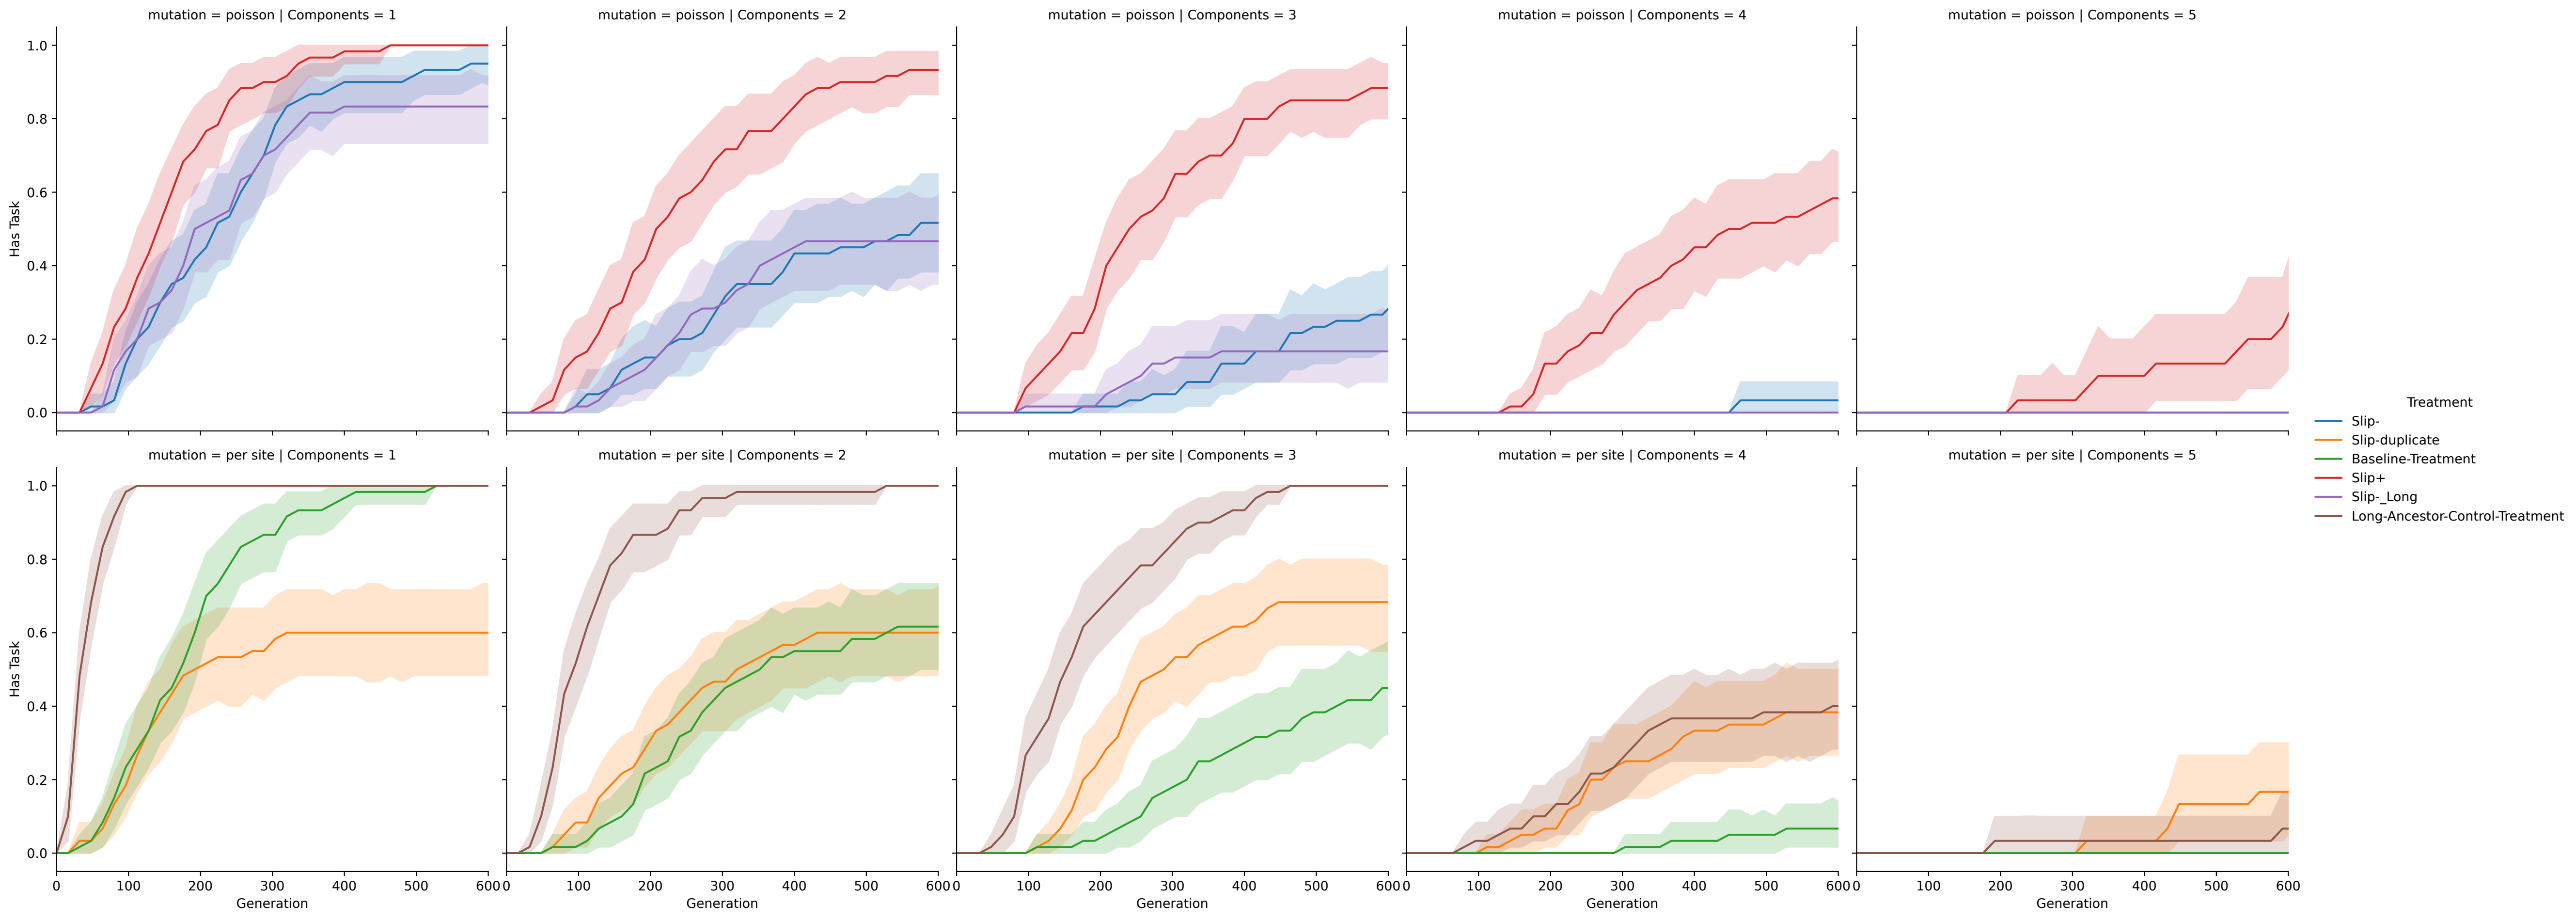 mutation = poisson | Components = 1
mutation = poisson | Components = 2
mutation = poisson | Components = 3
mutation = poisson | Components = 4
mutation = poisson | Components = 5
1.0
0.8
0.6
0.4
0.2
0.0
Has Task
mutation = per site | Components = 1
mutation = per site | Components = 2
mutation = per site | Components = 3
mutation = per site | Components = 4
mutation = per site | Components = 5
1.0
0.8
0.6
0.4
0.2
0.0
Has Task
0 100 200 300 400 500 600
0 100 200 300 400 500 600
0 100 200 300 400 500 600
0 100 200 300 400 500 600
0 100 200 300 400 500 600
Generation
Generation
Generation
Generation
Generation
Treatment
Slip-
Slip-duplicate
Baseline-Treatment
Slip+
Slip-_Long
Long-Ancestor-Control-Treatment